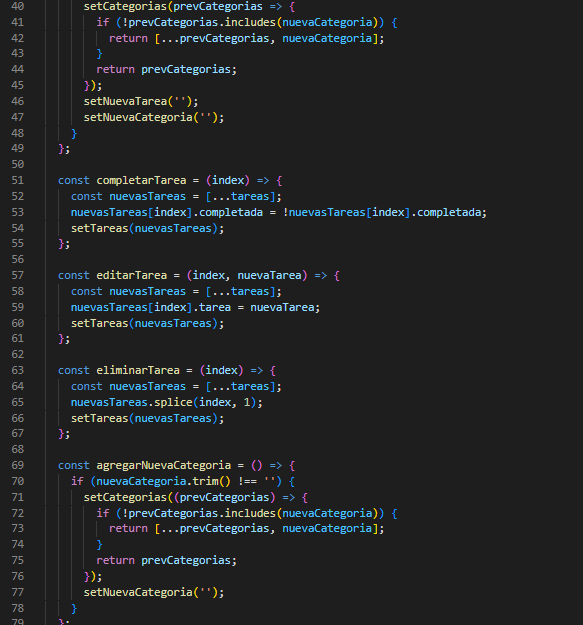 40 setCategorias(prevCategorias => {
41 if (!prevCategorias.includes(nuevaCategoria)) {
42 return [...prevCategorias, nuevaCategoria];
43 }
44 return prevCategorias;
45 });
46 setNuevaTarea('');
47 setNuevaCategoria('');
48 }
49 };
50
51 const completarTarea = (index) => {
52 const nuevasTareas = [...tareas];
53 nuevasTareas[index].completada = !nuevasTareas[index].completada;
54 setTareas(nuevasTareas);
55 };
56
57 const editarTarea = (index, nuevaTarea) => {
58 const nuevasTareas = [...tareas];
59 nuevasTareas[index].tarea = nuevaTarea;
60 setTareas(nuevasTareas);
61 };
62
63 const eliminarTarea = (index) => {
64 const nuevasTareas = [...tareas];
65 nuevasTareas.splice(index, 1);
66 setTareas(nuevasTareas);
67 };
68
69 const agregarNuevaCategoria = () => {
70 if (nuevaCategoria.trim() !== '') {
71 setCategorias((prevCategorias) => {
72 if (!prevCategorias.includes(nuevaCategoria)) {
73 return [...prevCategorias, nuevaCategoria];
74 }
75 return prevCategorias;
76 });
77 setNuevaCategoria('');
78 }
79 };